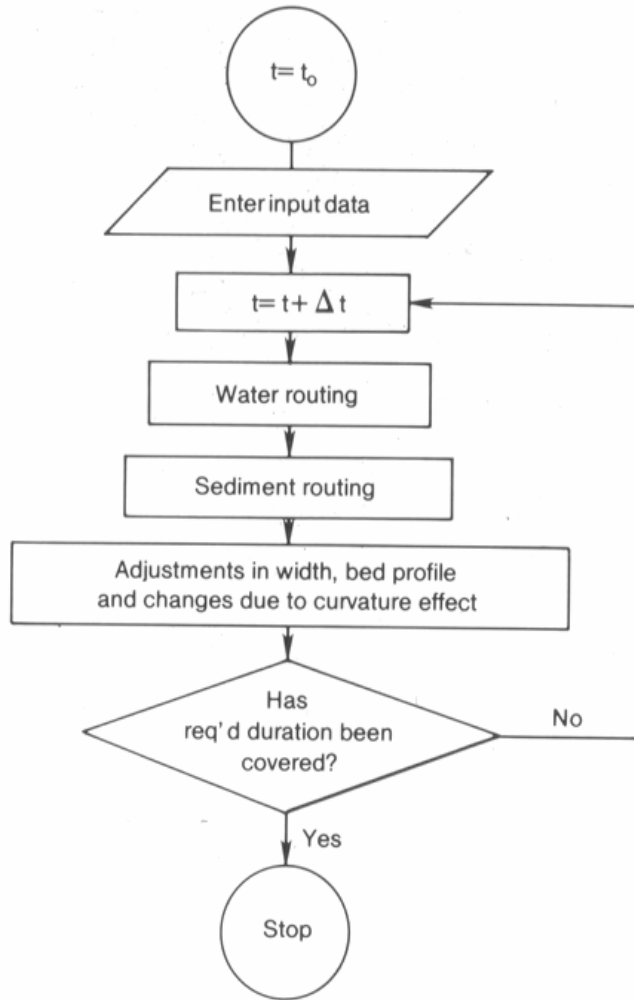 t= t₀
Enter input data
t= t + Δ t
Water routing
Sediment routing
Adjustments in width, bed profile
and changes due to curvature effect
Has
req'd duration been
covered?
No
Yes
Stop